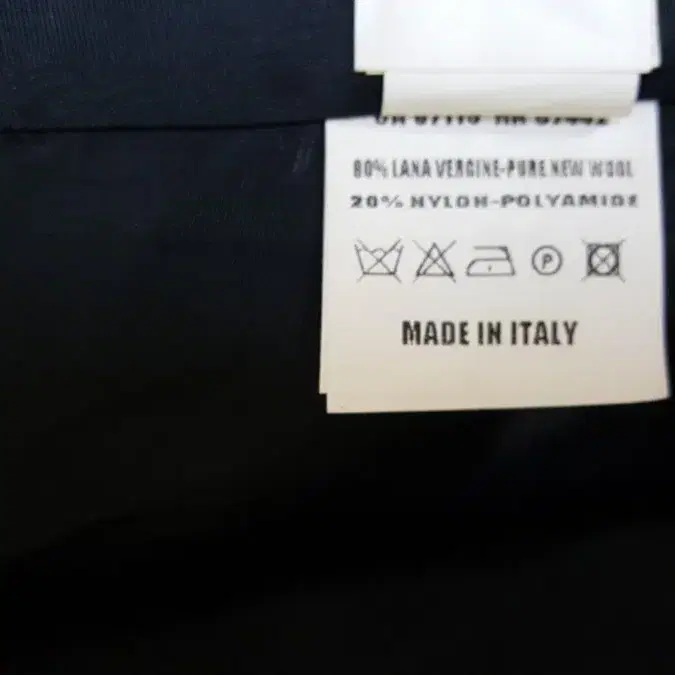 80% LANA VERGINE-PURE NEW WOOL
20% NYLON-POLYAMIDE
P
MADE IN ITALY